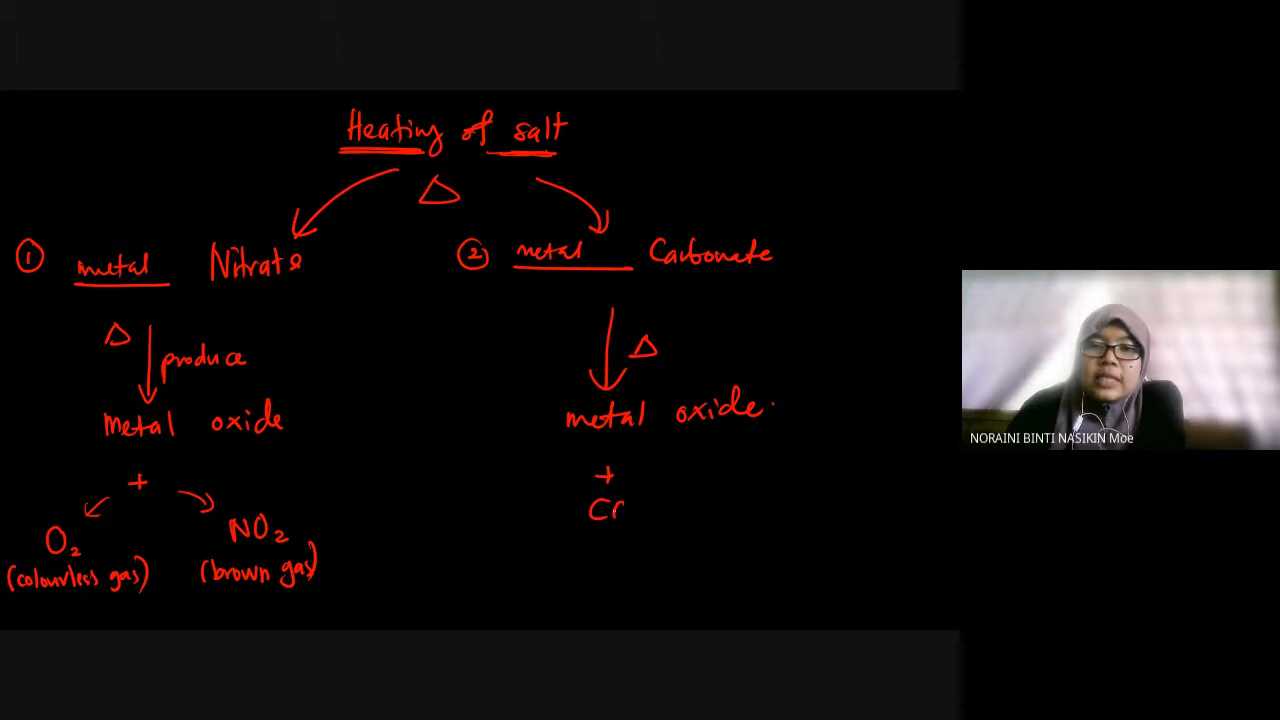 Heating of salt
△
① metal Nitrate
② metal Carbonate
△
produce
△
Metal oxide
metal oxide.
+
+
O₂
NO₂
(colourless gas)
(brown gas)
NORAINI BINTI NASIKIN Moe